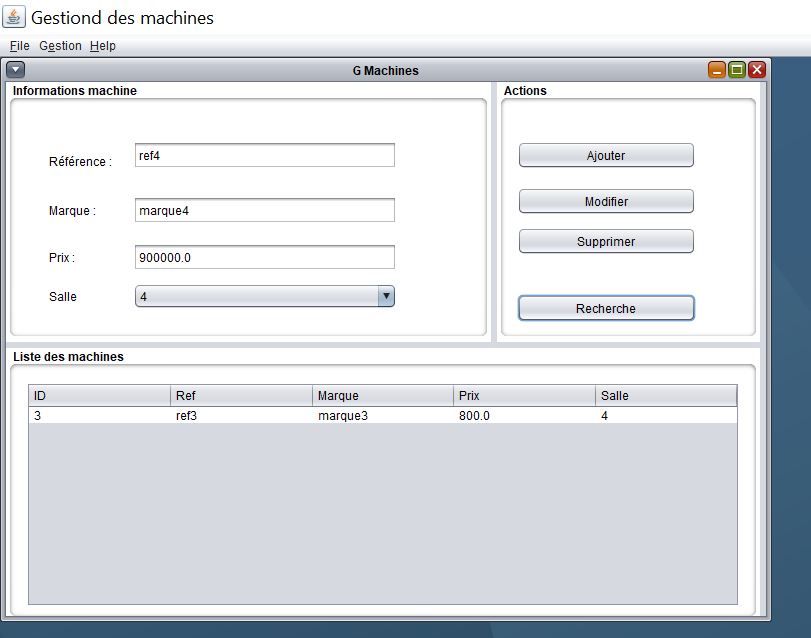 Gestiond des machines
File Gestion Help
G Machines
Informations machine
Actions
Référence :
ref4
Ajouter
Marque :
marque4
Modifier
Prix :
900000.0
Supprimer
Salle
4
Recherche
Liste des machines
ID Ref Marque Prix Salle
3 ref3 marque3 800.0 4